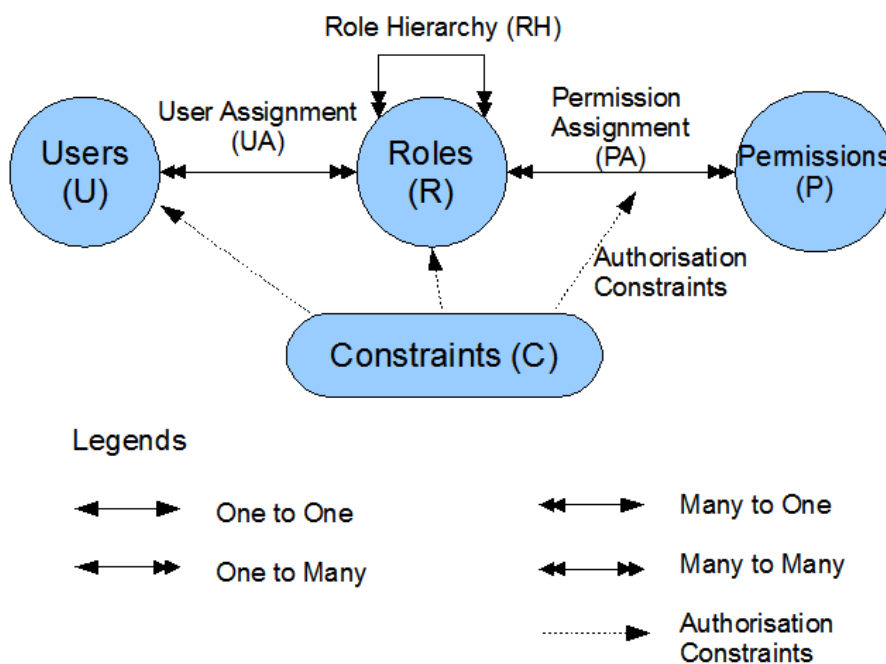 Role Hierarchy (RH)
User Assignment
(UA)
Permission
Assignment
(PA)
Users
(U)
Roles
(R)
Permissions
(P)
Authorisation
Constraints
Constraints (C)
Legends
One to One
Many to One
One to Many
Many to Many
Authorisation
Constraints